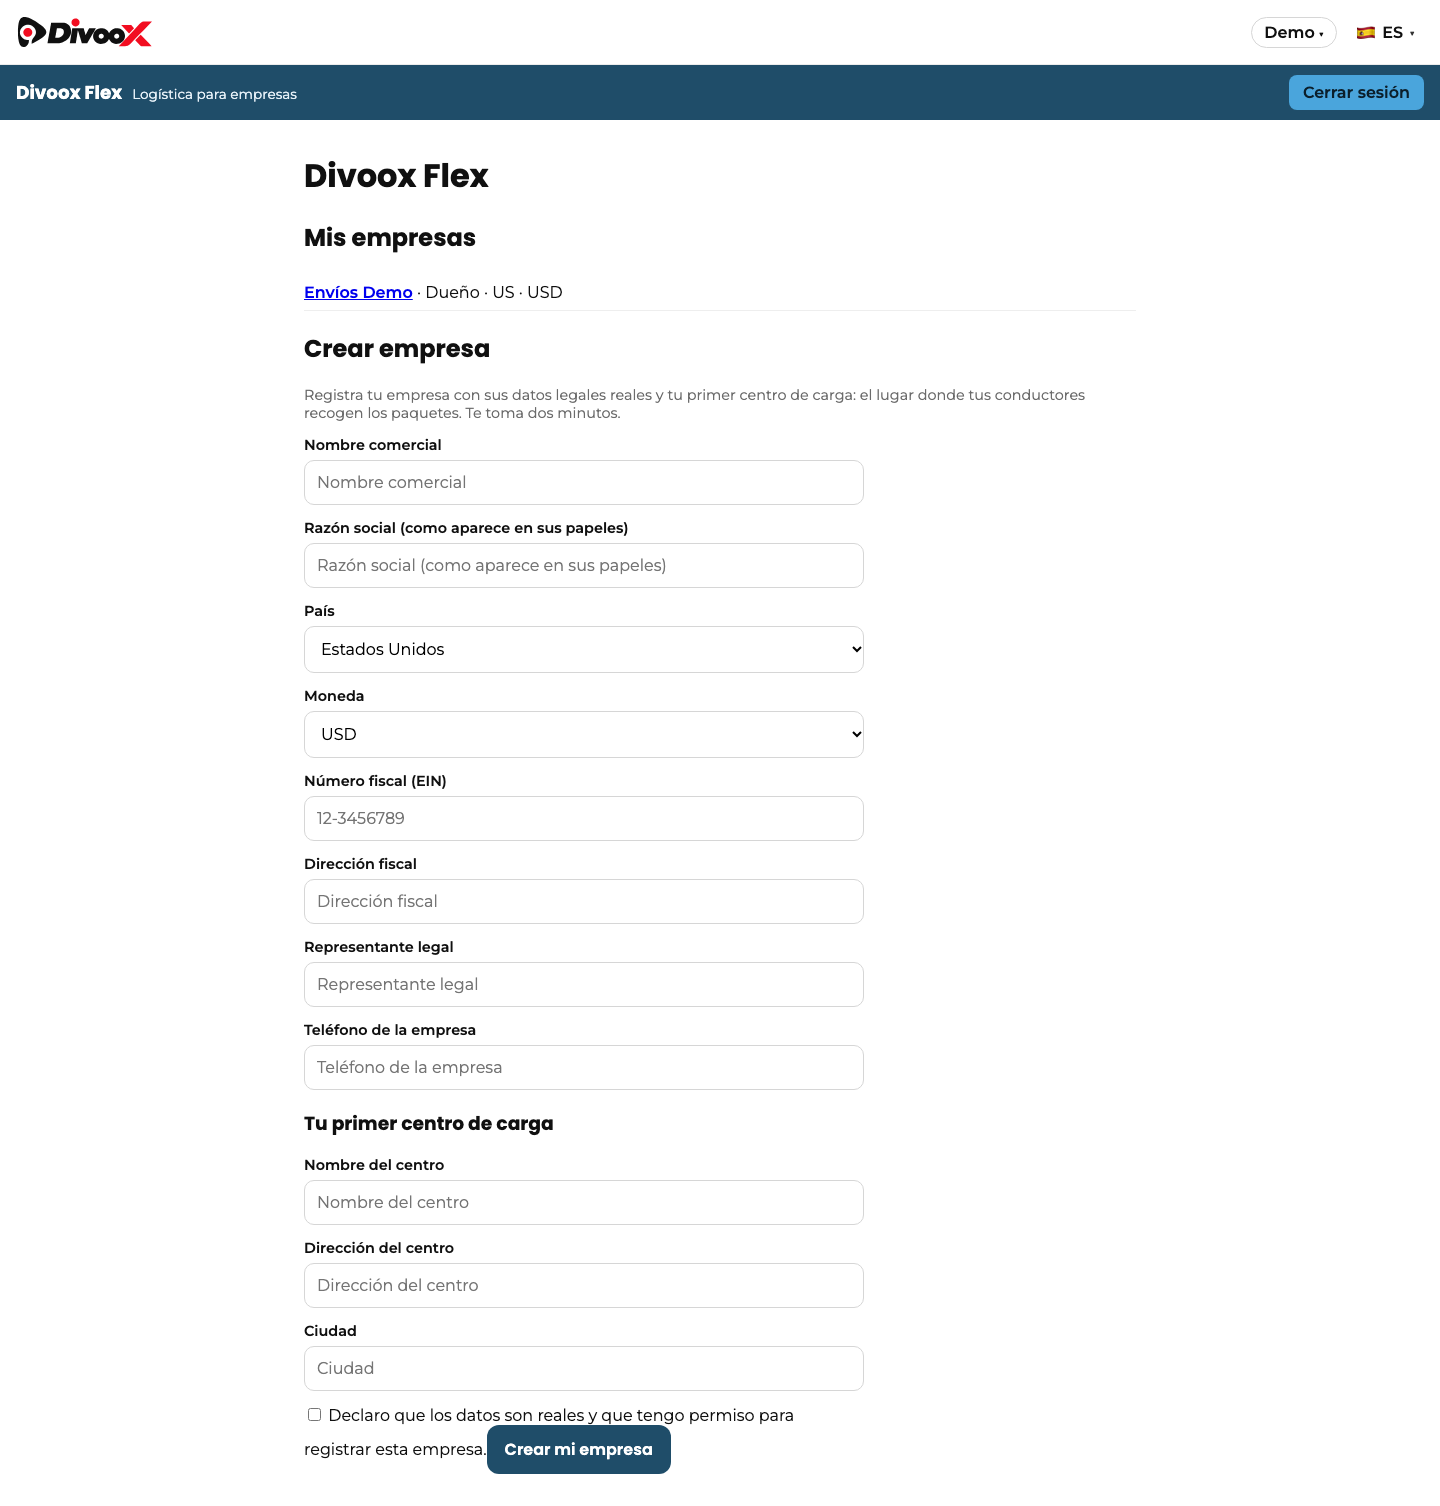 DivooX
Demo ▾
ES ▾
Divoox Flex Logística para empresas
Cerrar sesión
Divoox Flex
Mis empresas
Envíos Demo · Dueño · US · USD
Crear empresa
Registra tu empresa con sus datos legales reales y tu primer centro de carga: el lugar donde tus conductores
recogen los paquetes. Te toma dos minutos.
Nombre comercial
Nombre comercial
Razón social (como aparece en sus papeles)
Razón social (como aparece en sus papeles)
País
Estados Unidos
Moneda
USD
Número fiscal (EIN)
12-3456789
Dirección fiscal
Dirección fiscal
Representante legal
Representante legal
Teléfono de la empresa
Teléfono de la empresa
Tu primer centro de carga
Nombre del centro
Nombre del centro
Dirección del centro
Dirección del centro
Ciudad
Ciudad
Declaro que los datos son reales y que tengo permiso para
registrar esta empresa. Crear mi empresa